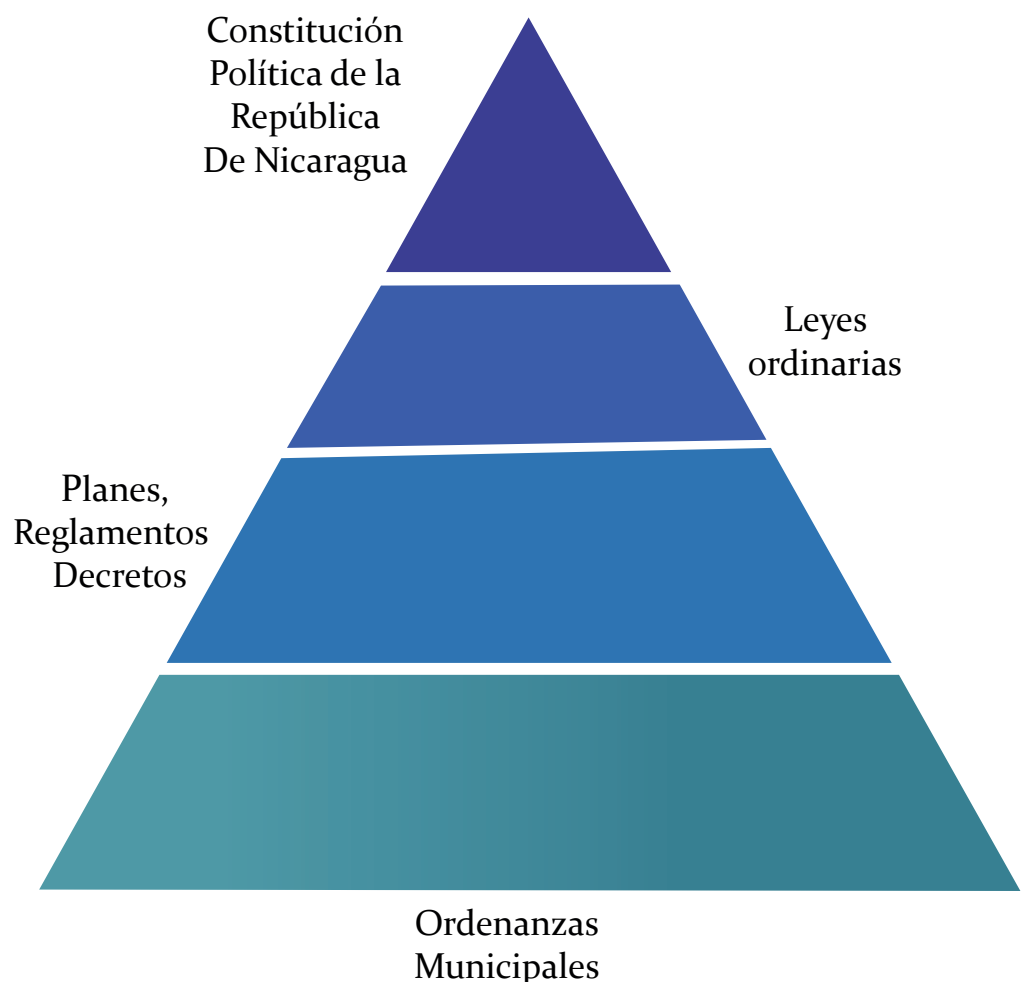 Constitución
Política de la
República
De Nicaragua
Leyes
ordinarias
Planes,
Reglamentos
Decretos
Ordenanzas
Municipales